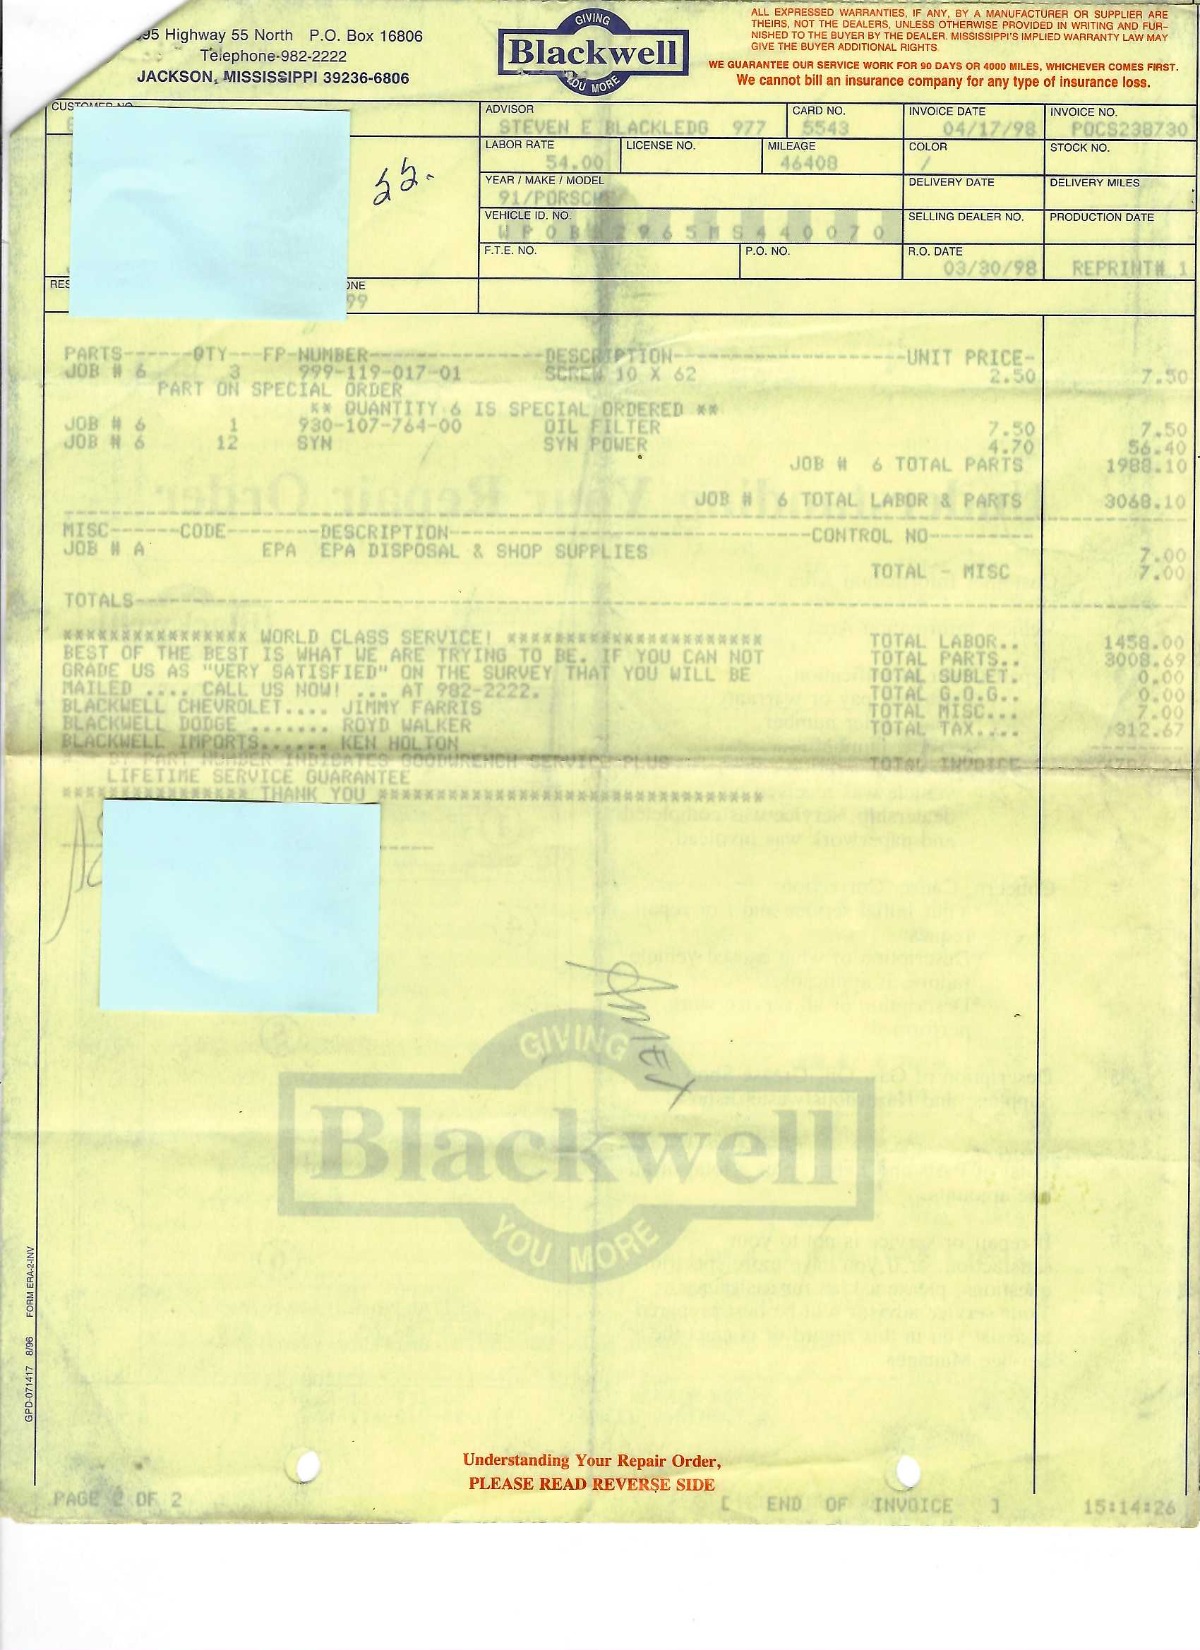 95 Highway 55 North P.O. Box 16806
Telephone-982-2222
JACKSON, MISSISSIPPI 39236-6806
GIVING
Blackwell
YOU MORE
ALL EXPRESSED WARRANTIES, IF ANY, BY A MANUFACTURER OR SUPPLIER ARE
THEIRS, NOT THE DEALERS, UNLESS OTHERWISE PROVIDED IN WRITING AND FUR-
NISHED TO THE BUYER BY THE DEALER. MISSISSIPPI'S IMPLIED WARRANTY LAW MAY
GIVE THE BUYER ADDITIONAL RIGHTS.
WE GUARANTEE OUR SERVICE WORK FOR 90 DAYS OR 4000 MILES, WHICHEVER COMES FIRST.
We cannot bill an insurance company for any type of insurance loss.
ADVISOR CARD NO. INVOICE DATE INVOICE NO.
STEVEN E BLACKLEDG 977 5543 04/17/98 POCS238730
LABOR RATE LICENSE NO. MILEAGE COLOR STOCK NO.
54.00 46408 /
YEAR / MAKE / MODEL DELIVERY DATE DELIVERY MILES
91/PORSCHE
VEHICLE ID. NO. SELLING DEALER NO. PRODUCTION DATE
2965MS440070
F.T.E. NO. P.O. NO. R.O. DATE
03/30/98 REPRINT# 1
99
PARTS------QTY---FP-NUMBER---------------DESCRIPTION--------------------UNIT PRICE-
JOB # 6 3 999-119-017-01 SCREW 10 X 62 2.50 7.50
PART ON SPECIAL ORDER
** QUANTITY 6 IS SPECIAL ORDERED **
JOB # 6 1 930-107-764-00 OIL FILTER 7.50 7.50
JOB # 6 12 SYN SYN POWER 4.70 56.40
JOB # 6 TOTAL PARTS 1988.10
JOB # 6 TOTAL LABOR & PARTS 3068.10
MISC------CODE--------DESCRIPTION-------------------------------CONTROL NO---------
JOB # A EPA EPA DISPOSAL & SHOP SUPPLIES 7.00
TOTAL - MISC 7.00
TOTALS------------------------------
**************** WORLD CLASS SERVICE! **********************
BEST OF THE BEST IS WHAT WE ARE TRYING TO BE. IF YOU CAN NOT
GRADE US AS "VERY SATISFIED" ON THE SURVEY THAT YOU WILL BE
MAILED .... CALL US NOW! ... AT 982-2222.
BLACKWELL CHEVROLET.... JIMMY FARRIS
BLACKWELL DODGE ....... ROYD WALKER
BLACKWELL IMPORTS...... KEN HOLTON
BY PART NUMBER INDICATES GOODWRENCH SERVICE PLUS
LIFETIME SERVICE GUARANTEE
**************** THANK YOU *********************************
TOTAL LABOR.. 1458.00
TOTAL PARTS.. 3008.69
TOTAL SUBLET. 0.00
TOTAL G.O.G.. 0.00
TOTAL MISC... 7.00
TOTAL TAX.... 312.67
TOTAL INVOICE
AMEX
GIVING
Blackwell
YOU MORE
GPD-071417 8/96 FORM ERA-2-INV
Understanding Your Repair Order,
PLEASE READ REVERSE SIDE
PAGE 2 OF 2 [ END OF INVOICE ] 15:14:26